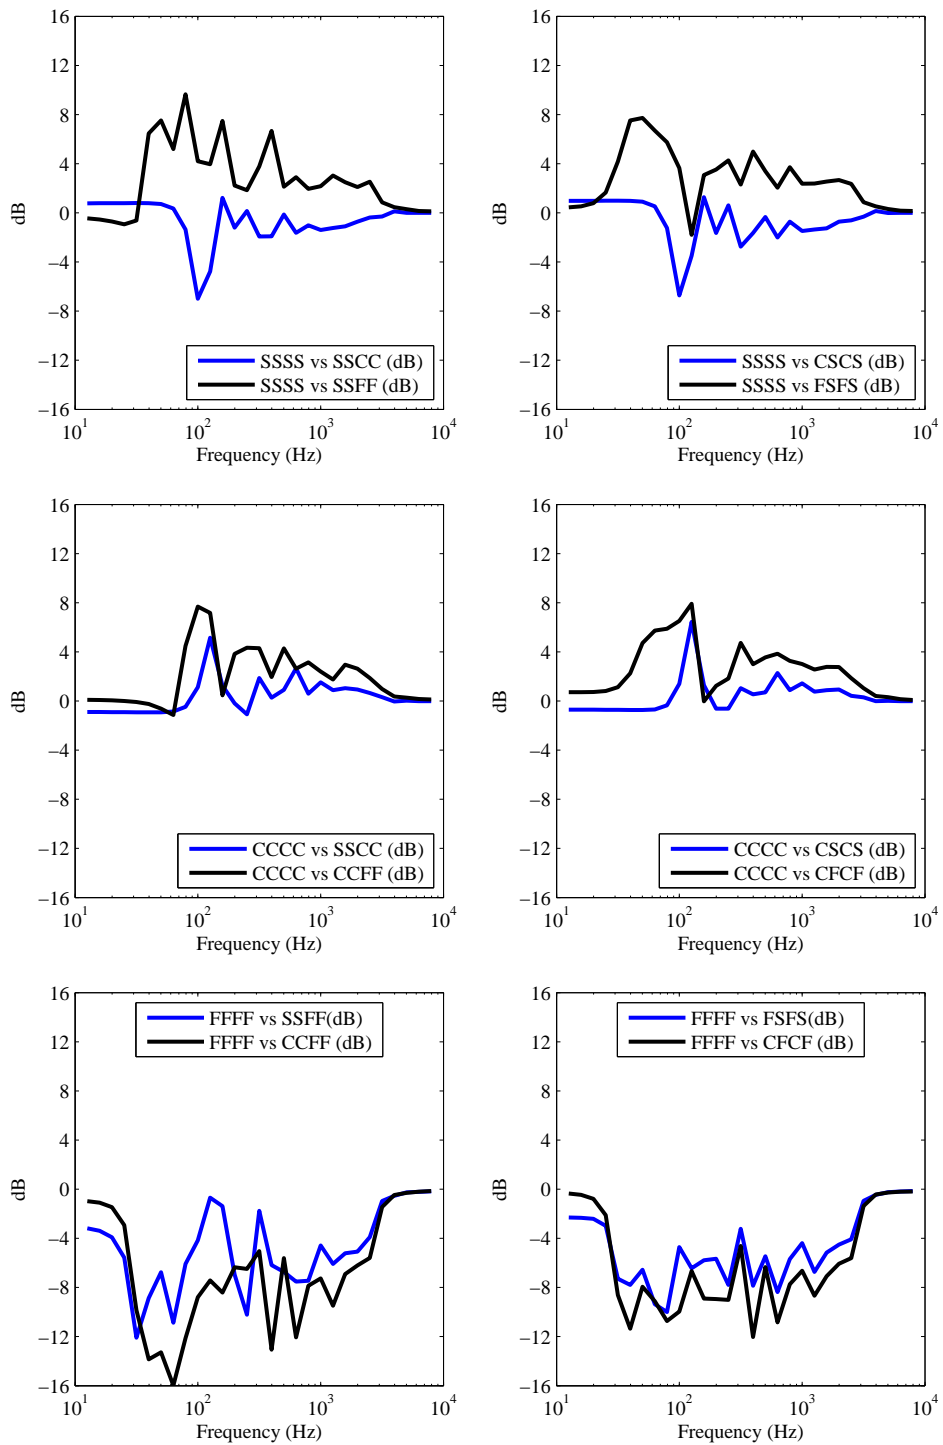 16
12
8
4
0
−4
−8
−12
−16
dB
SSSS vs SSCC (dB)
SSSS vs SSFF (dB)
10^1 10^2 10^3 10^4
Frequency (Hz)
16
12
8
4
0
−4
−8
−12
−16
dB
SSSS vs CSCS (dB)
SSSS vs FSFS (dB)
10^1 10^2 10^3 10^4
Frequency (Hz)
16
12
8
4
0
−4
−8
−12
−16
dB
CCCC vs SSCC (dB)
CCCC vs CCFF (dB)
10^1 10^2 10^3 10^4
Frequency (Hz)
16
12
8
4
0
−4
−8
−12
−16
dB
CCCC vs CSCS (dB)
CCCC vs CFCF (dB)
10^1 10^2 10^3 10^4
Frequency (Hz)
16
12
8
4
0
−4
−8
−12
−16
dB
FFFF vs SSFF(dB)
FFFF vs CCFF (dB)
10^1 10^2 10^3 10^4
Frequency (Hz)
16
12
8
4
0
−4
−8
−12
−16
dB
FFFF vs FSFS(dB)
FFFF vs CFCF (dB)
10^1 10^2 10^3 10^4
Frequency (Hz)